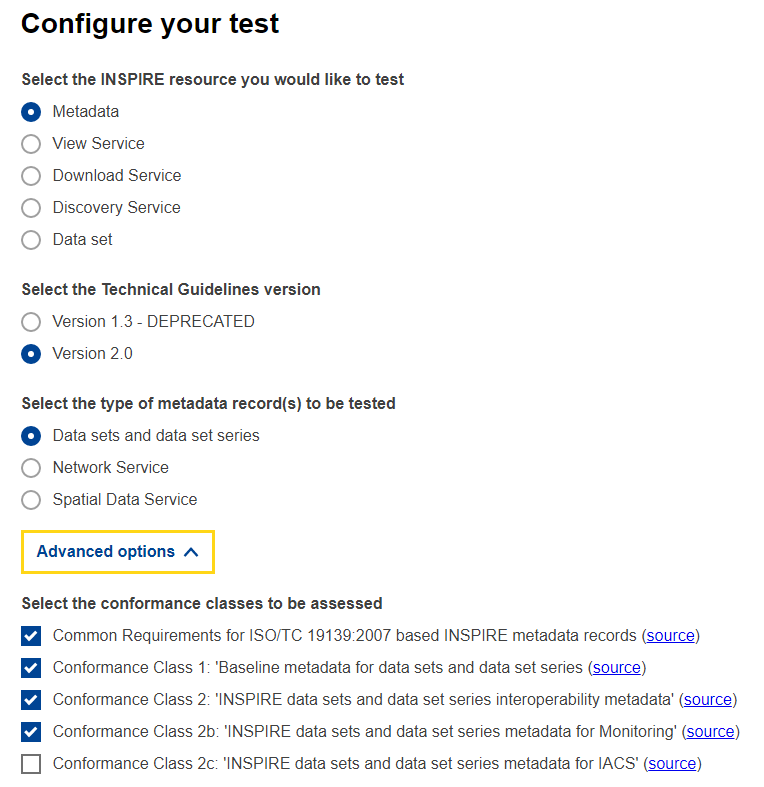 Configure your test
Select the INSPIRE resource you would like to test
Metadata
View Service
Download Service
Discovery Service
Data set
Select the Technical Guidelines version
Version 1.3 - DEPRECATED
Version 2.0
Select the type of metadata record(s) to be tested
Data sets and data set series
Network Service
Spatial Data Service
Advanced options
Select the conformance classes to be assessed
Common Requirements for ISO/TC 19139:2007 based INSPIRE metadata records (source)
Conformance Class 1: 'Baseline metadata for data sets and data set series (source)
Conformance Class 2: 'INSPIRE data sets and data set series interoperability metadata' (source)
Conformance Class 2b: 'INSPIRE data sets and data set series metadata for Monitoring' (source)
Conformance Class 2c: 'INSPIRE data sets and data set series metadata for IACS' (source)